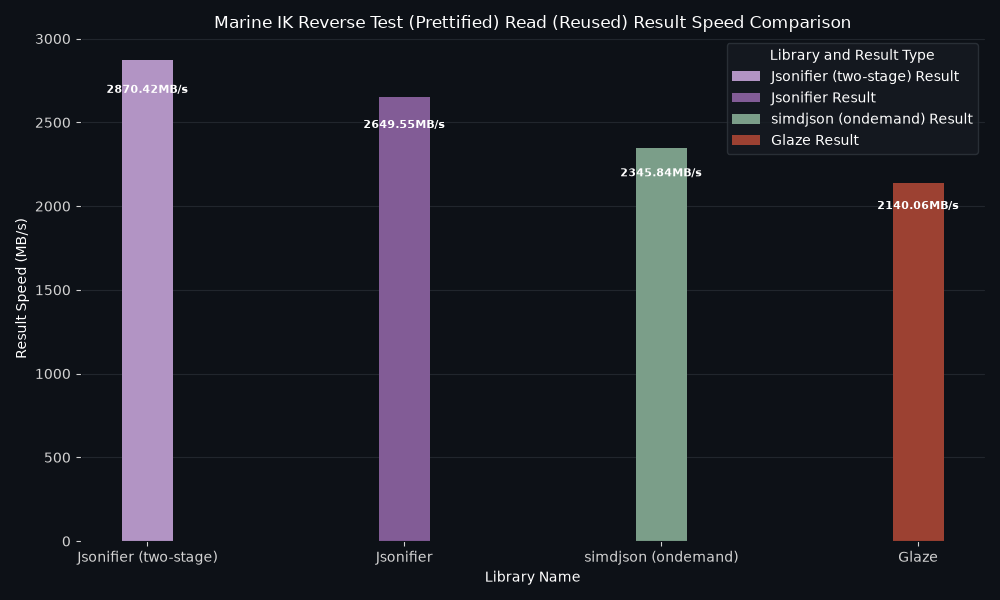 Marine IK Reverse Test (Prettified) Read (Reused) Result Speed Comparison
Library and Result Type
Jsonifier (two-stage) Result
Jsonifier Result
simdjson (ondemand) Result
Glaze Result
3000
2500
2000
1500
1000
500
0
Result Speed (MB/s)
2870.42MB/s
2649.55MB/s
2345.84MB/s
2140.06MB/s
Jsonifier (two-stage)
Jsonifier
simdjson (ondemand)
Glaze
Library Name